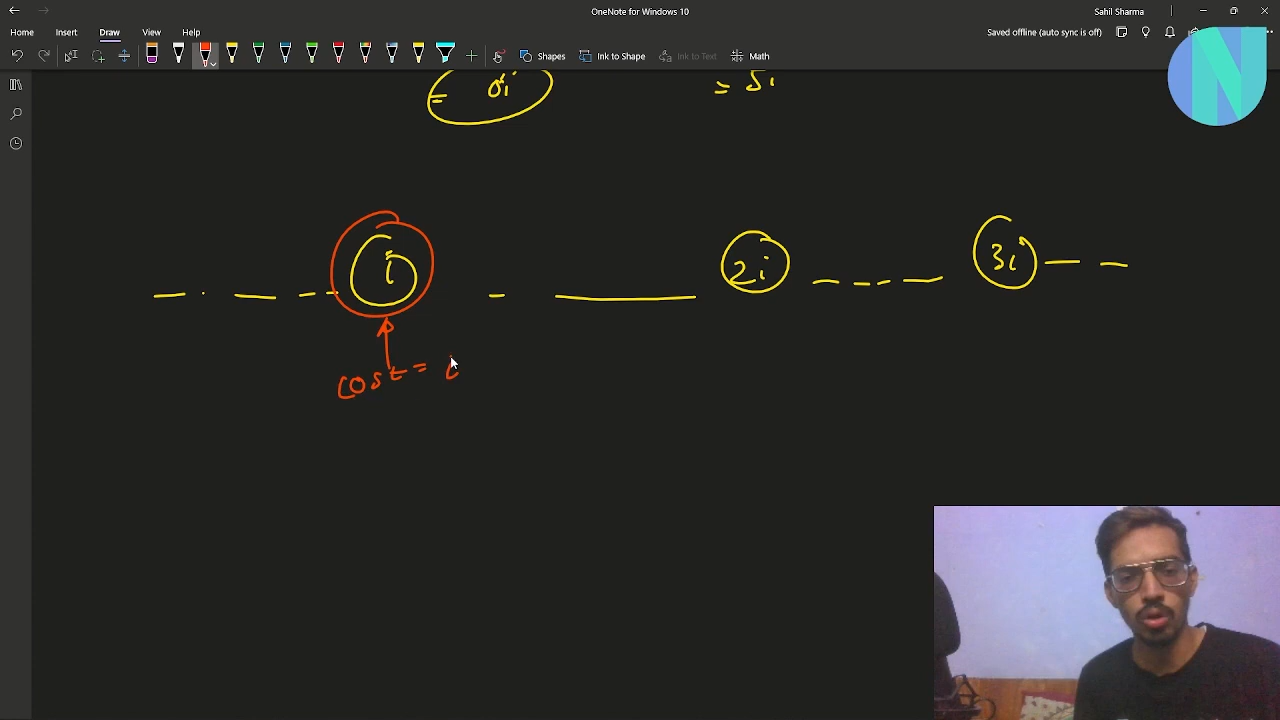 OneNote for Windows 10
Sahil Sharma
Home Insert Draw View Help
Saved offline (auto sync is off)
Shapes Ink to Shape Ink to Text Math
=
= 5i
i 2i 3i
cost = i
N